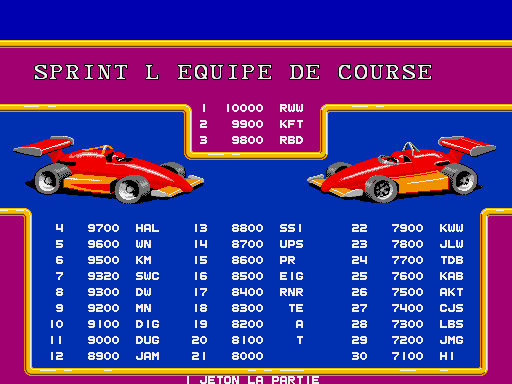 SPRINT L EQUIPE DE COURSE
1 10000 RWW
2 9900 KFT
3 9800 RBD
4 9700 HAL 13 8800 SSI 22 7900 KWW
5 9600 WN 14 8700 UPS 23 7800 JLW
6 9500 KM 15 8600 PR 24 7700 TDB
7 9320 SWC 16 8500 EIG 25 7600 KAB
8 9300 DW 17 8400 RNR 26 7500 AKT
9 9200 MN 18 8300 TE 27 7400 CJS
10 9100 DIG 19 8200 A 28 7300 LBS
11 9000 DUG 20 8100 T 29 7200 JMG
12 8900 JAM 21 8000 30 7100 HI
1 JETON LA PARTIE